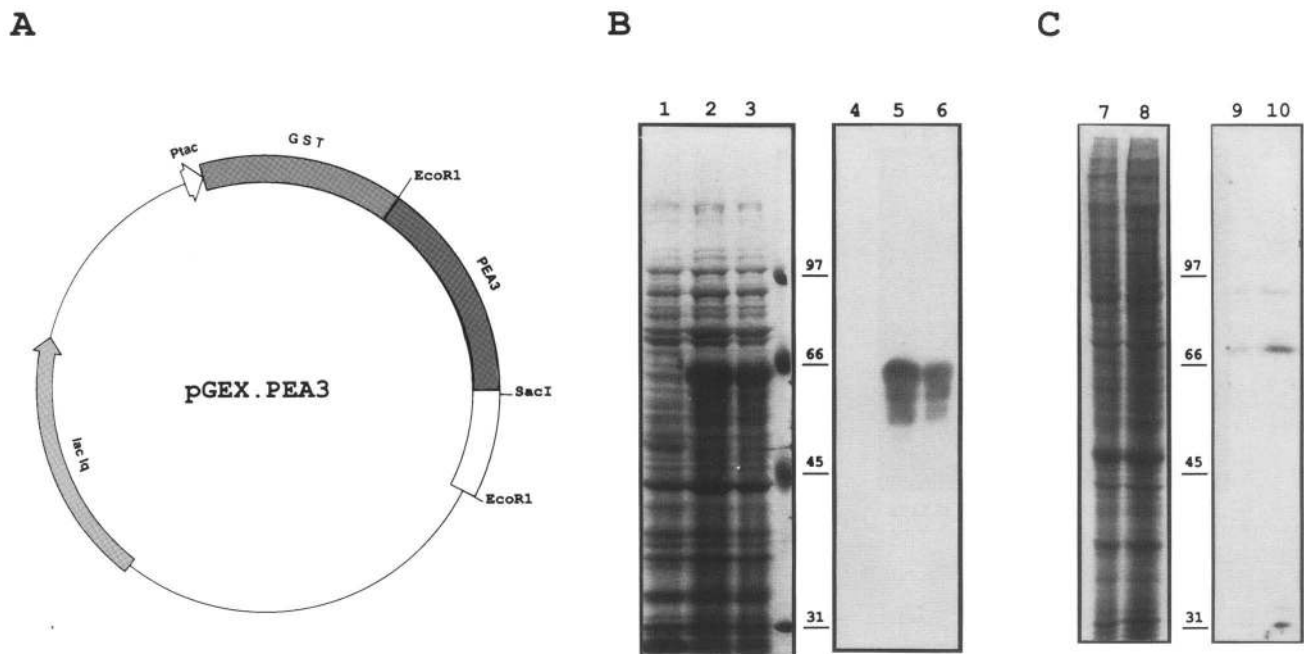 A
Ptac
GST
EcoR1
PEA3
SacI
EcoR1
lac Iq
pGEX.PEA3
B
1 2 3
4 5 6
97
66
45
31
C
7 8
9 10
97
66
45
31